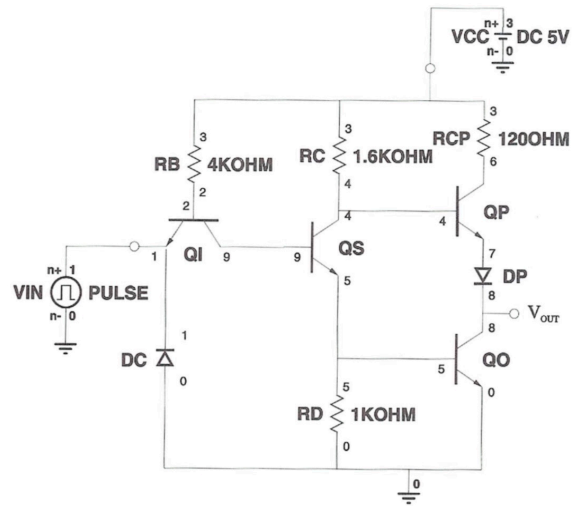 n+ 3
VCC DC 5V
n- 0
3 3 3
RB 4KOHM RC 1.6KOHM RCP 120OHM
2 4 6
2 4 4 QP
1 QI 9 9 QS 7
n+ 1
VIN PULSE
n- 0
5 DP
8
VOUT
8
DC 1
0
5 QO
5 0
RD 1KOHM
0
0